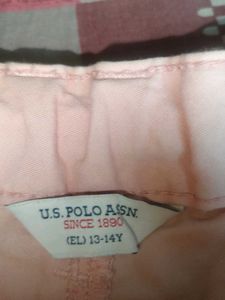 U.S. POLO ASSN.
SINCE 1890
(EL) 13-14Y